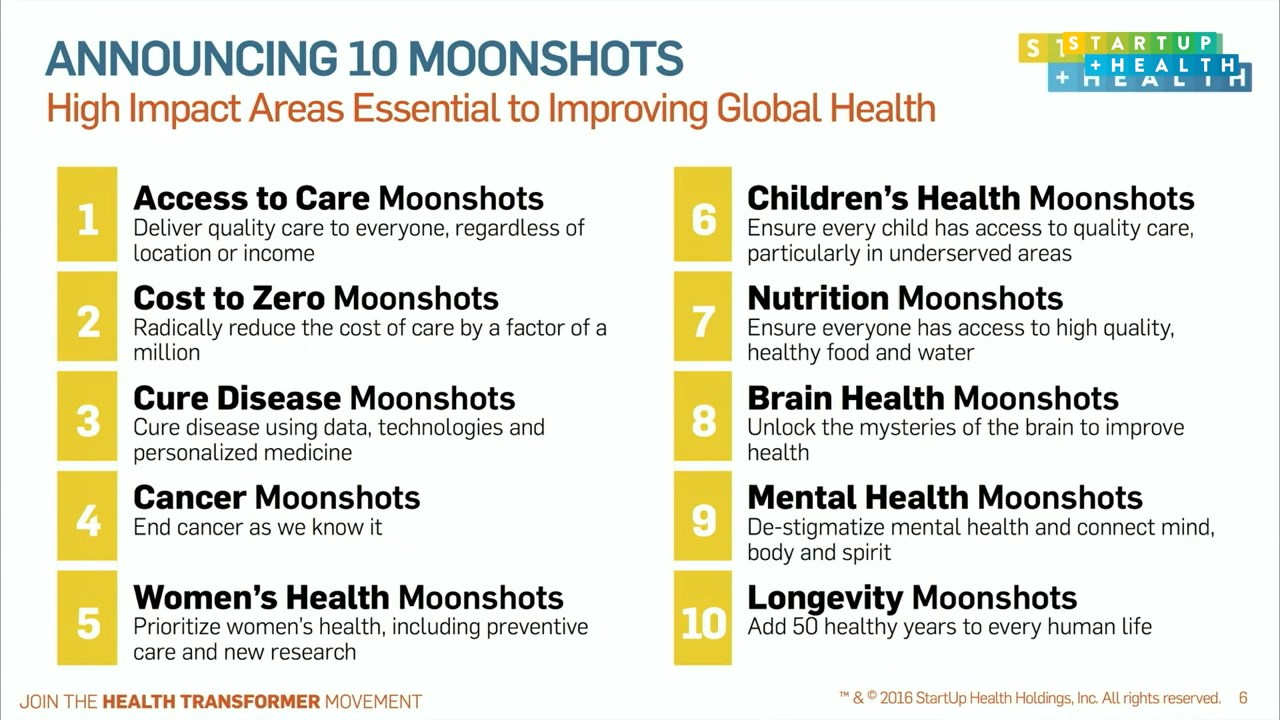 ANNOUNCING 10 MOONSHOTS
High Impact Areas Essential to Improving Global Health
STARTUP
+HEALTH
S T
+HEALTH
1
Access to Care Moonshots
Deliver quality care to everyone, regardless of
location or income
2
Cost to Zero Moonshots
Radically reduce the cost of care by a factor of a
million
3
Cure Disease Moonshots
Cure disease using data, technologies and
personalized medicine
4
Cancer Moonshots
End cancer as we know it
5
Women’s Health Moonshots
Prioritize women’s health, including preventive
care and new research
6
Children’s Health Moonshots
Ensure every child has access to quality care,
particularly in underserved areas
7
Nutrition Moonshots
Ensure everyone has access to high quality,
healthy food and water
8
Brain Health Moonshots
Unlock the mysteries of the brain to improve
health
9
Mental Health Moonshots
De-stigmatize mental health and connect mind,
body and spirit
10
Longevity Moonshots
Add 50 healthy years to every human life
JOIN THE HEALTH TRANSFORMER MOVEMENT
™ & © 2016 StartUp Health Holdings, Inc. All rights reserved. 6